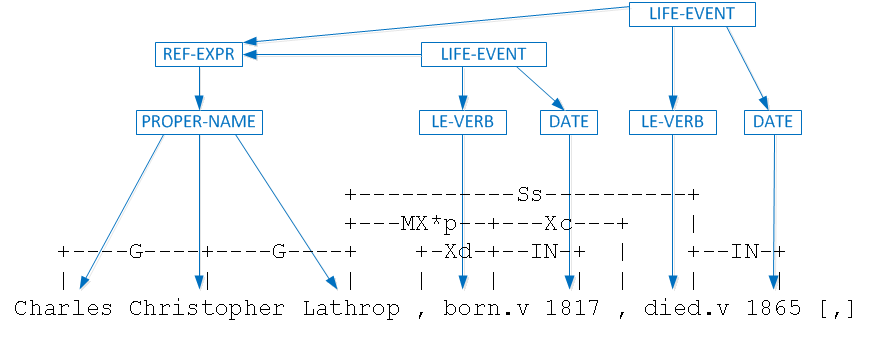 LIFE-EVENT
REF-EXPR LIFE-EVENT
PROPER-NAME LE-VERB DATE LE-VERB DATE
+-----------Ss-----------+
+---MX*p--+---Xc---+ |
+----G----+----G----+ +-Xd-+--IN-+ | +--IN-+
| | | | | | | | |
Charles Christopher Lathrop , born.v 1817 , died.v 1865 [,]